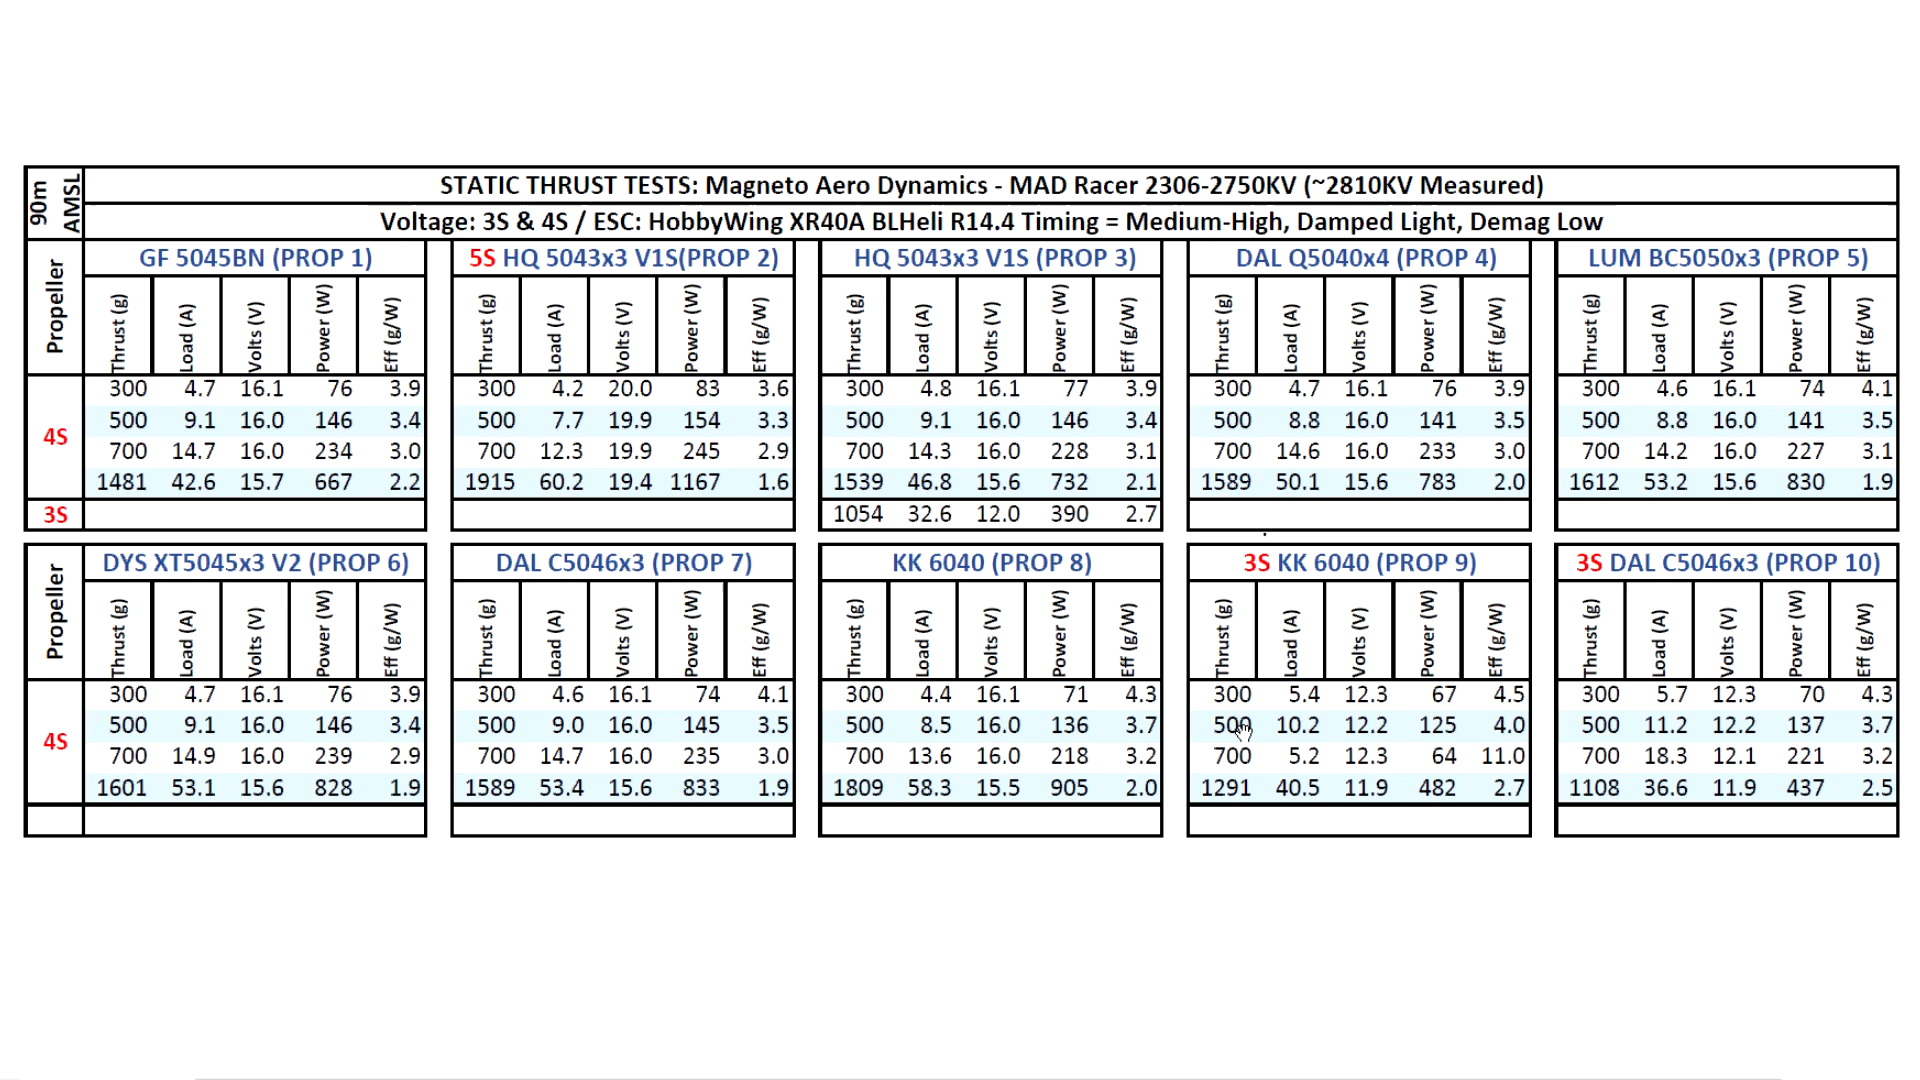 90m AMSL
STATIC THRUST TESTS: Magneto Aero Dynamics - MAD Racer 2306-2750KV (~2810KV Measured)
Voltage: 3S & 4S / ESC: HobbyWing XR40A BLHeli R14.4 Timing = Medium-High, Damped Light, Demag Low
Propeller
GF 5045BN (PROP 1) 5S HQ 5043x3 V1S(PROP 2) HQ 5043x3 V1S (PROP 3) DAL Q5040x4 (PROP 4) LUM BC5050x3 (PROP 5)
Thrust (g) Load (A) Volts (V) Power (W) Eff (g/W) Thrust (g) Load (A) Volts (V) Power (W) Eff (g/W) Thrust (g) Load (A) Volts (V) Power (W) Eff (g/W) Thrust (g) Load (A) Volts (V) Power (W) Eff (g/W) Thrust (g) Load (A) Volts (V) Power (W) Eff (g/W)
4S
300 4.7 16.1 76 3.9 300 4.2 20.0 83 3.6 300 4.8 16.1 77 3.9 300 4.7 16.1 76 3.9 300 4.6 16.1 74 4.1
500 9.1 16.0 146 3.4 500 7.7 19.9 154 3.3 500 9.1 16.0 146 3.4 500 8.8 16.0 141 3.5 500 8.8 16.0 141 3.5
700 14.7 16.0 234 3.0 700 12.3 19.9 245 2.9 700 14.3 16.0 228 3.1 700 14.6 16.0 233 3.0 700 14.2 16.0 227 3.1
1481 42.6 15.7 667 2.2 1915 60.2 19.4 1167 1.6 1539 46.8 15.6 732 2.1 1589 50.1 15.6 783 2.0 1612 53.2 15.6 830 1.9
3S 1054 32.6 12.0 390 2.7
Propeller
DYS XT5045x3 V2 (PROP 6) DAL C5046x3 (PROP 7) KK 6040 (PROP 8) 3S KK 6040 (PROP 9) 3S DAL C5046x3 (PROP 10)
Thrust (g) Load (A) Volts (V) Power (W) Eff (g/W) Thrust (g) Load (A) Volts (V) Power (W) Eff (g/W) Thrust (g) Load (A) Volts (V) Power (W) Eff (g/W) Thrust (g) Load (A) Volts (V) Power (W) Eff (g/W) Thrust (g) Load (A) Volts (V) Power (W) Eff (g/W)
4S
300 4.7 16.1 76 3.9 300 4.6 16.1 74 4.1 300 4.4 16.1 71 4.3 300 5.4 12.3 67 4.5 300 5.7 12.3 70 4.3
500 9.1 16.0 146 3.4 500 9.0 16.0 145 3.5 500 8.5 16.0 136 3.7 500 10.2 12.2 125 4.0 500 11.2 12.2 137 3.7
700 14.9 16.0 239 2.9 700 14.7 16.0 235 3.0 700 13.6 16.0 218 3.2 700 5.2 12.3 64 11.0 700 18.3 12.1 221 3.2
1601 53.1 15.6 828 1.9 1589 53.4 15.6 833 1.9 1809 58.3 15.5 905 2.0 1291 40.5 11.9 482 2.7 1108 36.6 11.9 437 2.5